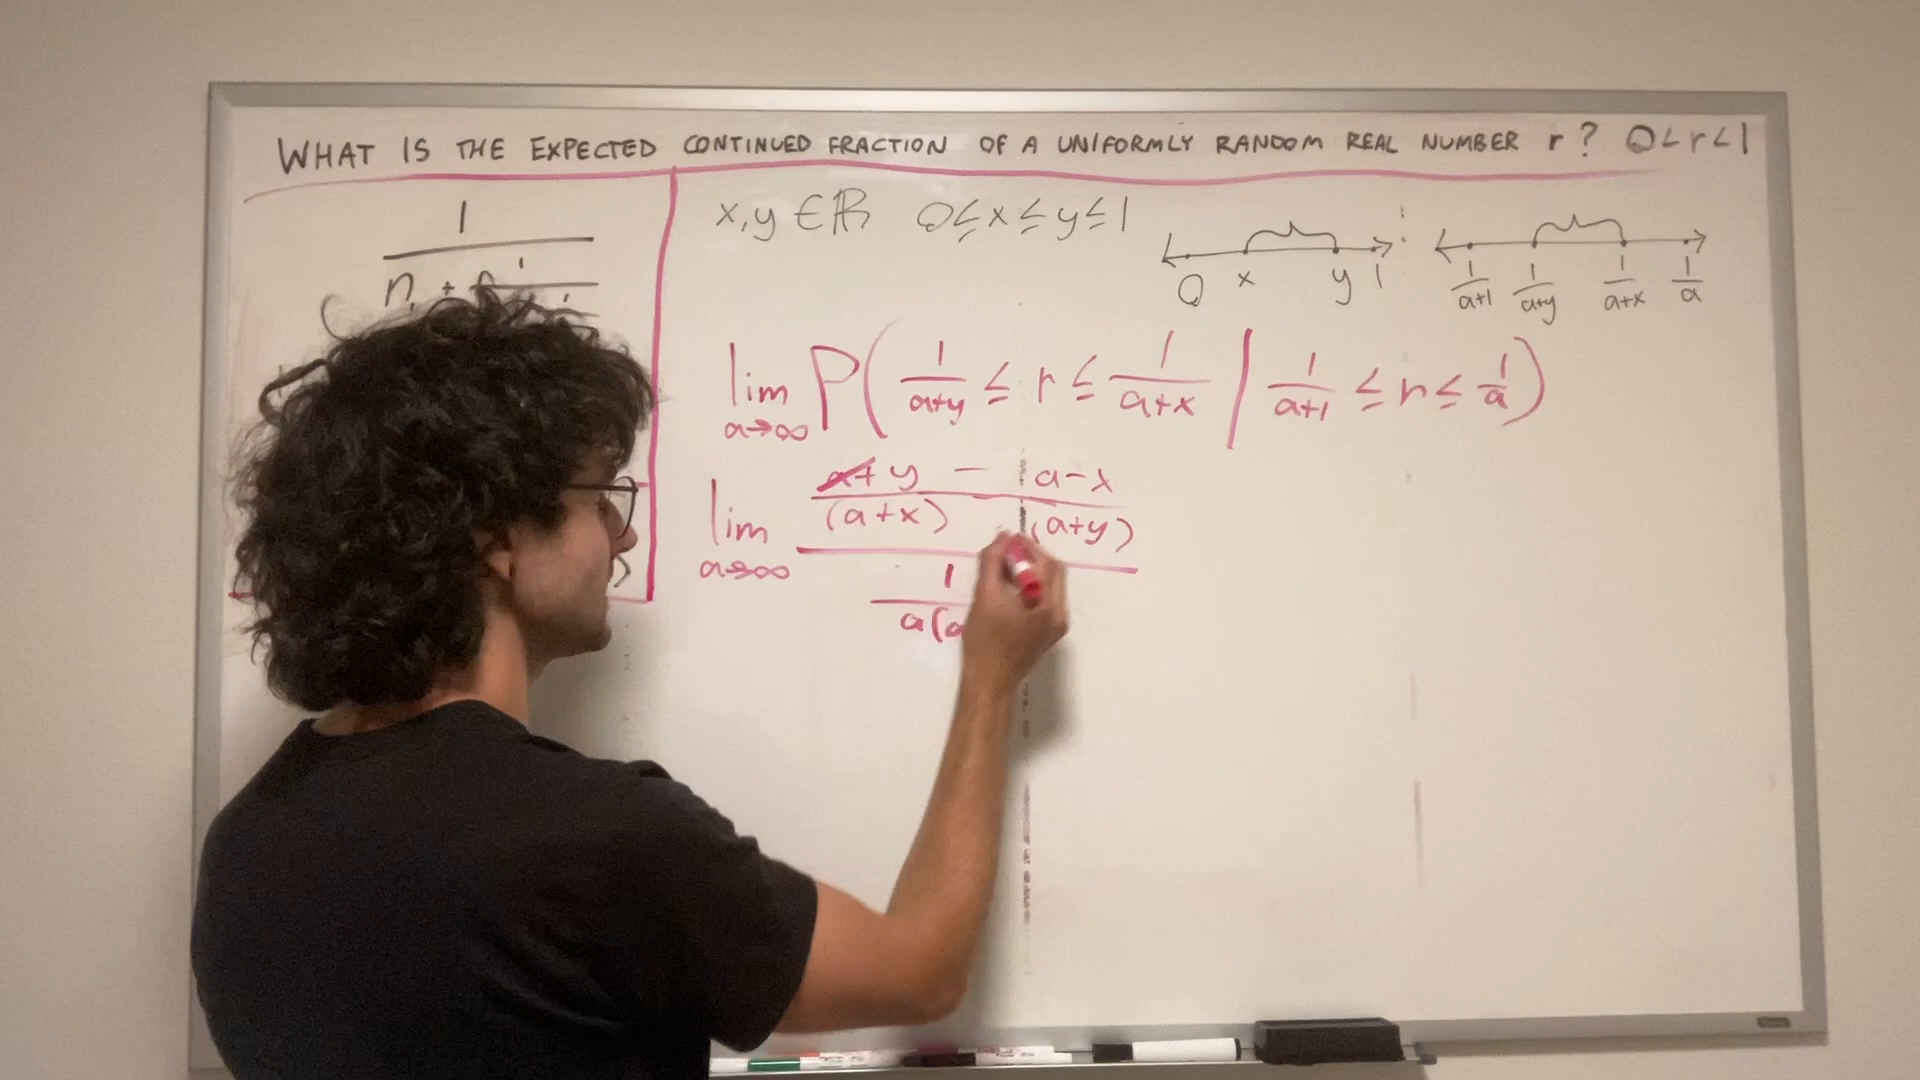 WHAT IS THE EXPECTED CONTINUED FRACTION OF A UNIFORMLY RANDOM REAL NUMBER r? 0<r<1
1
n₁ +
x,y ∈ ℝ 0≤x≤y≤1
0 x y 1
1/(a+1) 1/(a+y) 1/(a+x) 1/a
lim a→∞ P( 1/(a+y) ≤ r ≤ 1/(a+x) | 1/(a+1) ≤ r ≤ 1/a )
a+y - a-x
lim a→∞ (a+x) (a+y)
1
a(a